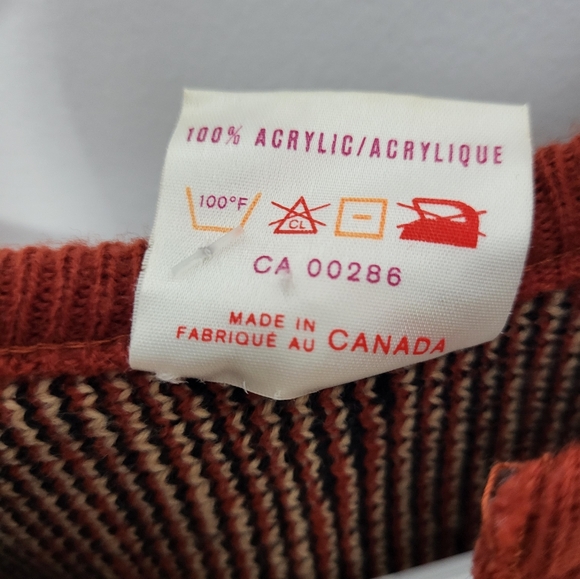 100% ACRYLIC/ACRYLIQUE
100°F CL
CA 00286
MADE IN
FABRIQUÉ AU CANADA